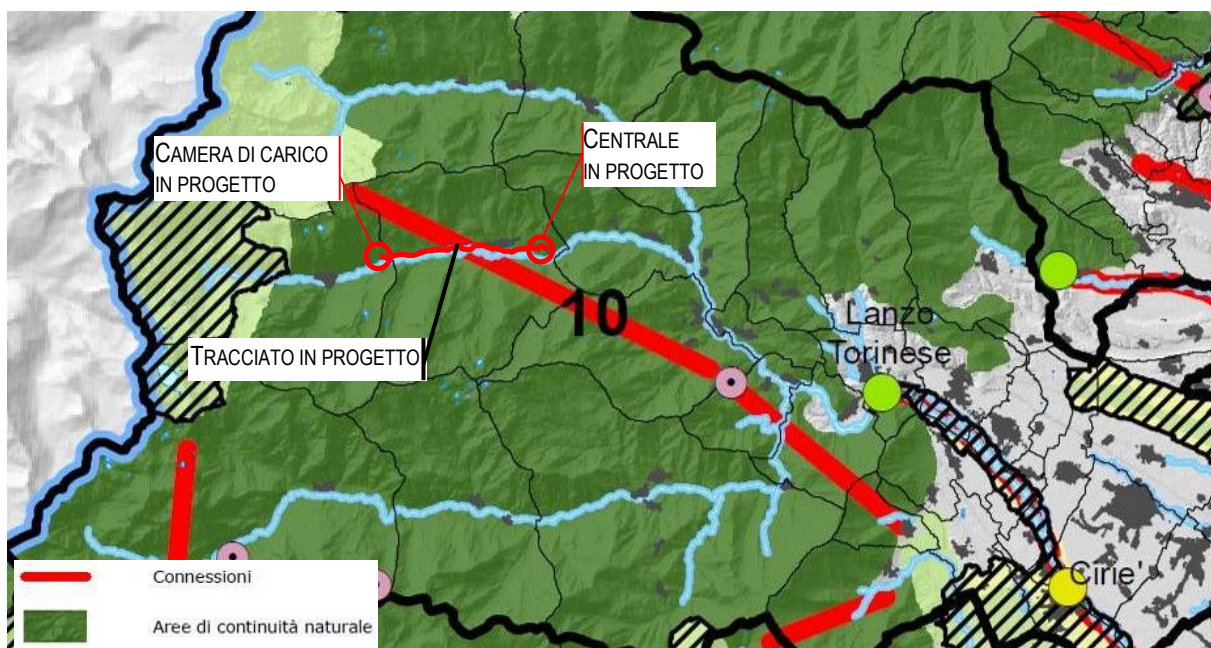 CAMERA DI CARICO
IN PROGETTO
CENTRALE
IN PROGETTO
TRACCIATO IN PROGETTO
10
Lanzo
Torinese
Cirie'
Connessioni
Aree di continuità naturale